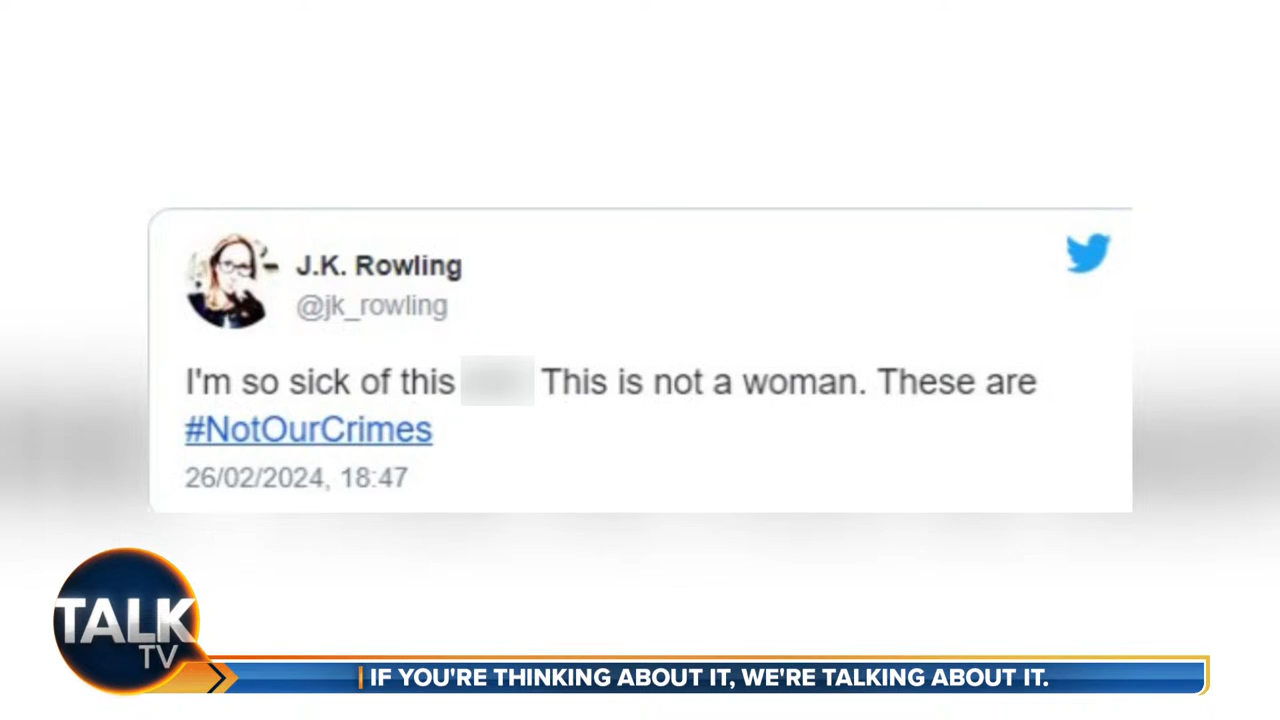 J.K. Rowling
@jk_rowling
I'm so sick of this This is not a woman. These are
#NotOurCrimes
26/02/2024, 18:47
TALK
TV
IF YOU'RE THINKING ABOUT IT, WE'RE TALKING ABOUT IT.